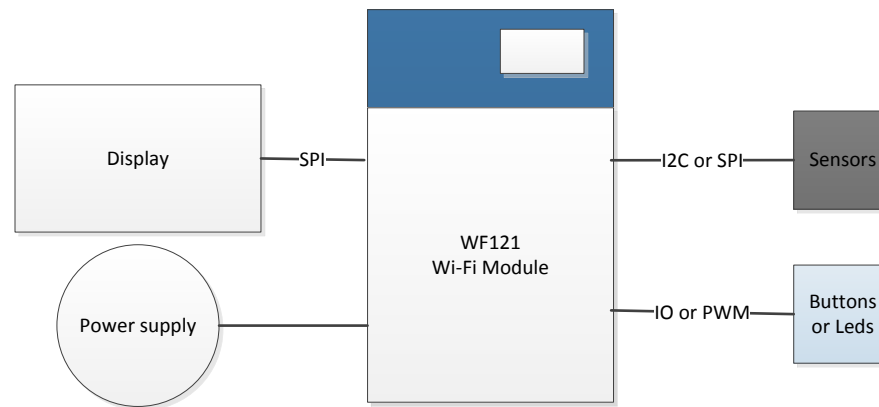 Display
SPI
WF121
Wi-Fi Module
I2C or SPI
Sensors
Power supply
IO or PWM
Buttons
or Leds